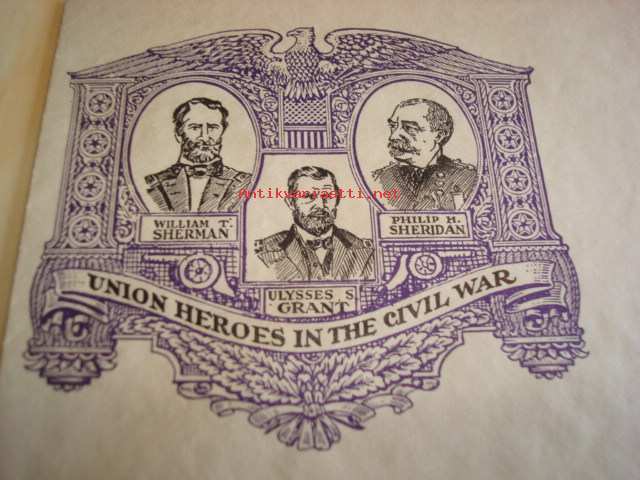 WILLIAM T.
SHERMAN
PHILIP H.
SHERIDAN
ULYSSES S.
GRANT
UNION HEROES IN THE CIVIL WAR
Antikvariaatti.net